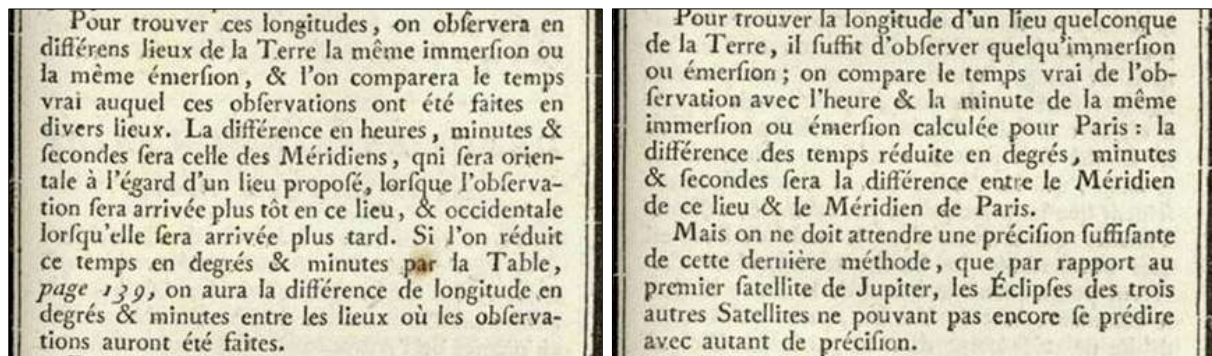 Pour trouver ces longitudes, on obſervera en
différens lieux de la Terre la même immerſion ou
la même émerſion, & l'on comparera le temps
vrai auquel ces obſervations ont été faites en
divers lieux. La différence en heures, minutes &
ſecondes ſera celle des Méridiens, qni ſera orien-
tale à l'égard d'un lieu propoſé, lorſque l'obſerva-
tion ſera arrivée plus tôt en ce lieu, & occidentale
lorſqu'elle ſera arrivée plus tard. Si l'on réduit
ce temps en degrés & minutes par la Table,
page 139, on aura la différence de longitude en
degrés & minutes entre les lieux où les obſerva-
tions auront été faites.
Pour trouver la longitude d'un lieu quelconque
de la Terre, il ſuffit d'obſerver quelqu'immerſion
ou émerſion ; on compare le temps vrai de l'ob-
ſervation avec l'heure & la minute de la même
immerſion ou émerſion calculée pour Paris : la
différence des temps réduite en degrés, minutes
& ſecondes ſera la différence entre le Méridien
de ce lieu & le Méridien de Paris.
Mais on ne doit attendre une préciſion ſuffiſante
de cette dernière méthode, que par rapport au
premier ſatellite de Jupiter, les Éclipſes des trois
autres Satellites ne pouvant pas encore ſe prédire
avec autant de préciſion.